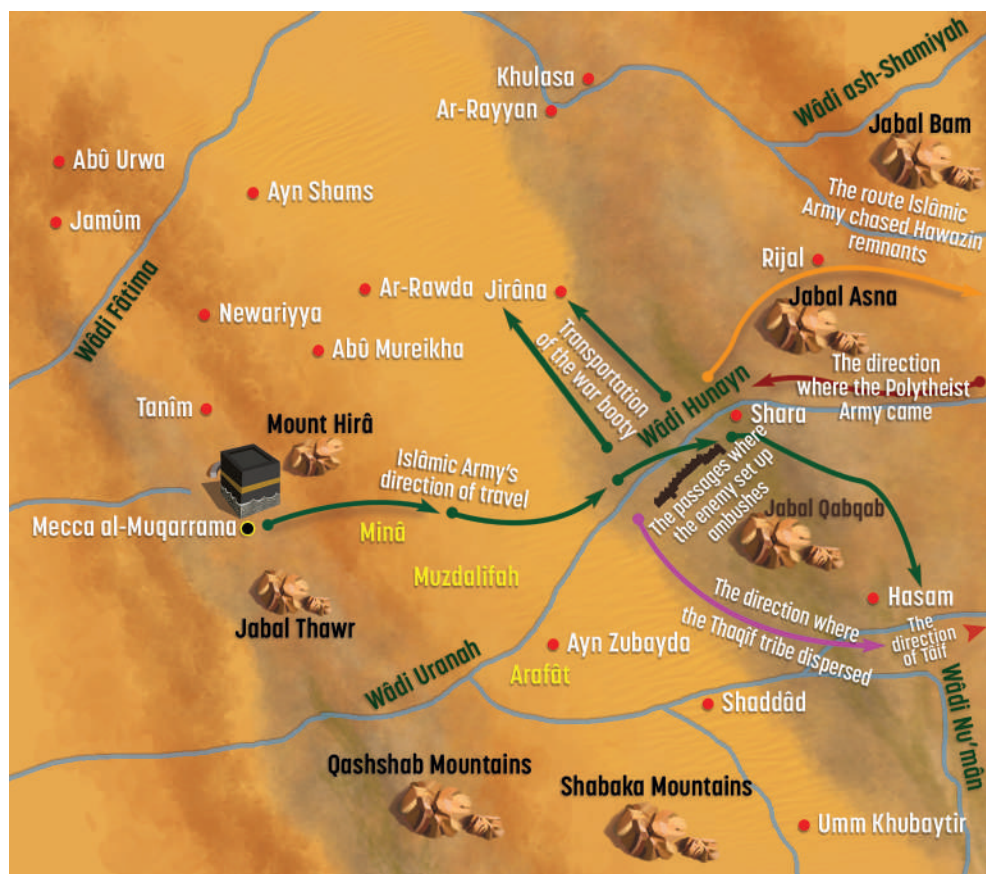 Khulasa
Ar-Rayyan
Wâdi ash-Shamiyah
Jabal Bam
Abû Urwa
Ayn Shams
Jamûm
The route Islâmic
Army chased Hawazin
remnants
Rijal
Ar-Rawda
Jirâna
Jabal Asna
Wâdi Fâtima
Newariyya
Abû Mureikha
Transportation
of the war booty
Wâdi Hunayn
The direction
where the Polytheist
Army came
Tanîm
Mount Hirâ
Shara
Islâmic Army's
direction of travel
The passages where
the enemy set up
ambushes
Jabal Qabqab
Mecca al-Muqarrama
Minâ
Muzdalifah
Jabal Thawr
Hasam
The direction where
the Thaqîf tribe dispersed
The
direction
of Tâif
Ayn Zubayda
Arafât
Wâdi Uranah
Shaddâd
Wâdi Nu'mân
Qashshab Mountains
Shabaka Mountains
Umm Khubaytir